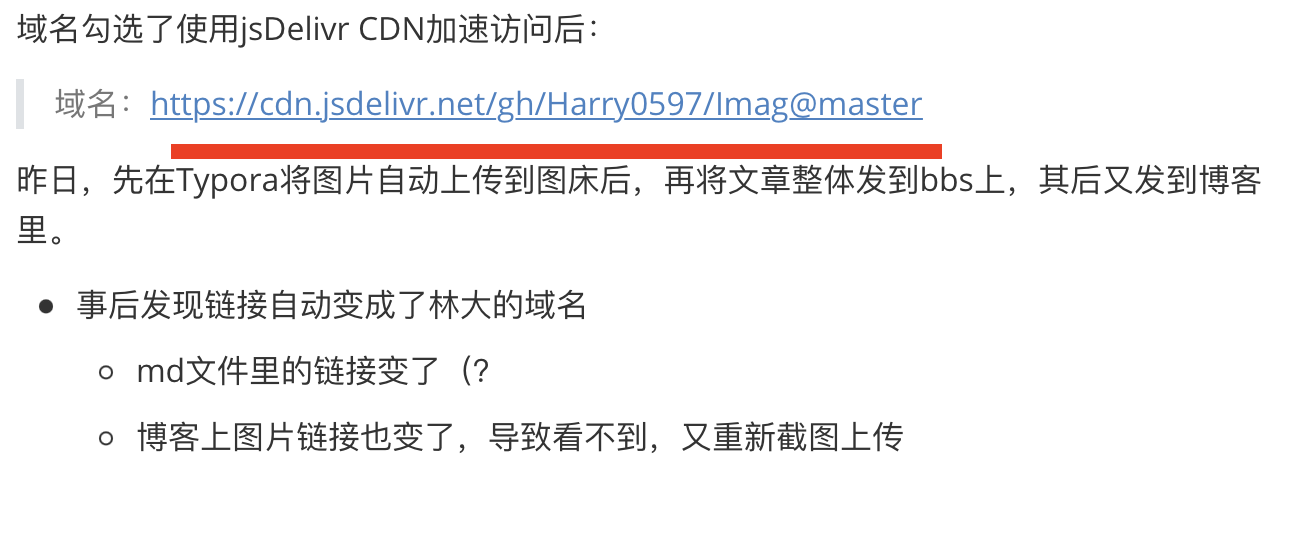 域名勾选了使用jsDelivr CDN加速访问后：
域名：https://cdn.jsdelivr.net/gh/Harry0597/Imag@master
昨日，先在Typora将图片自动上传到图床后，再将文章整体发到bbs上，其后又发到博客
里。
事后发现链接自动变成了林大的域名
md文件里的链接变了（?
博客上图片链接也变了，导致看不到，又重新截图上传